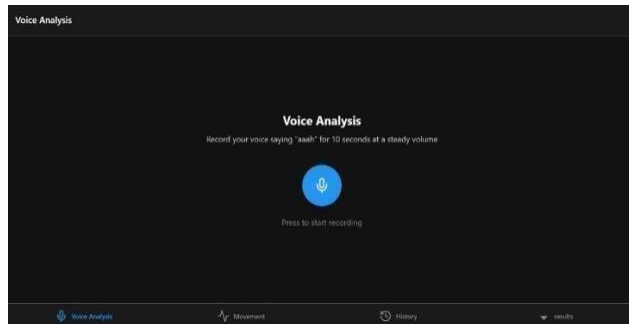 Voice Analysis
Voice Analysis
Record your voice saying "aaah" for 10 seconds at a steady volume
Press to start recording
Voice Analysis
Movement
History
results